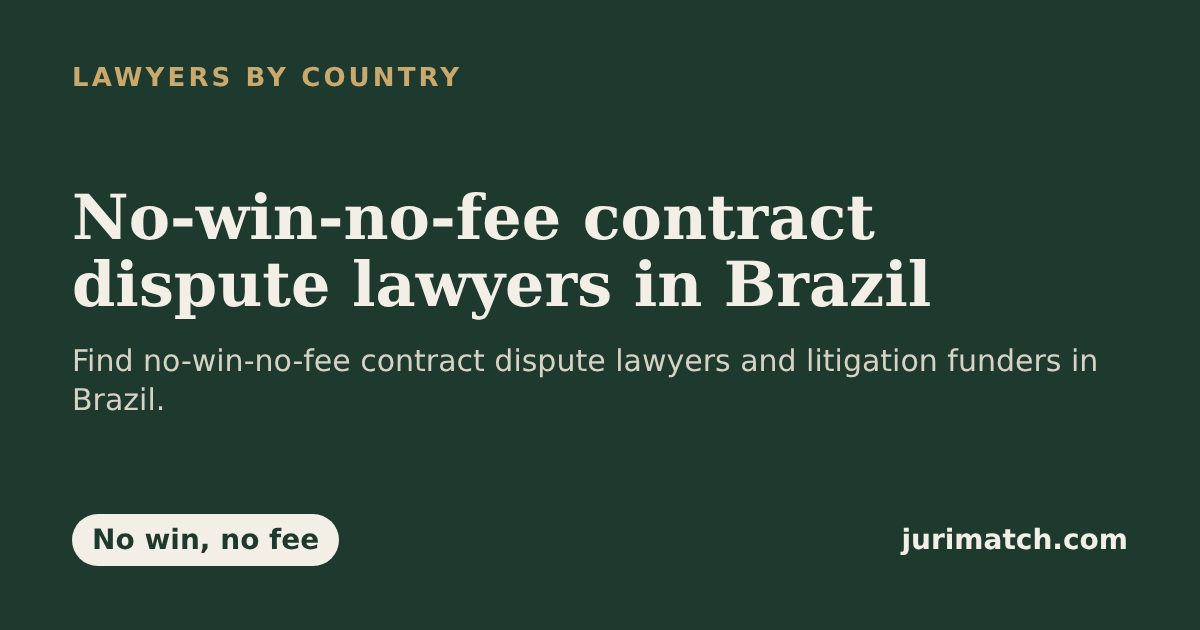 LAWYERS BY COUNTRY
No-win-no-fee contract
dispute lawyers in Brazil
Find no-win-no-fee contract dispute lawyers and litigation funders in
Brazil.
No win, no fee
jurimatch.com